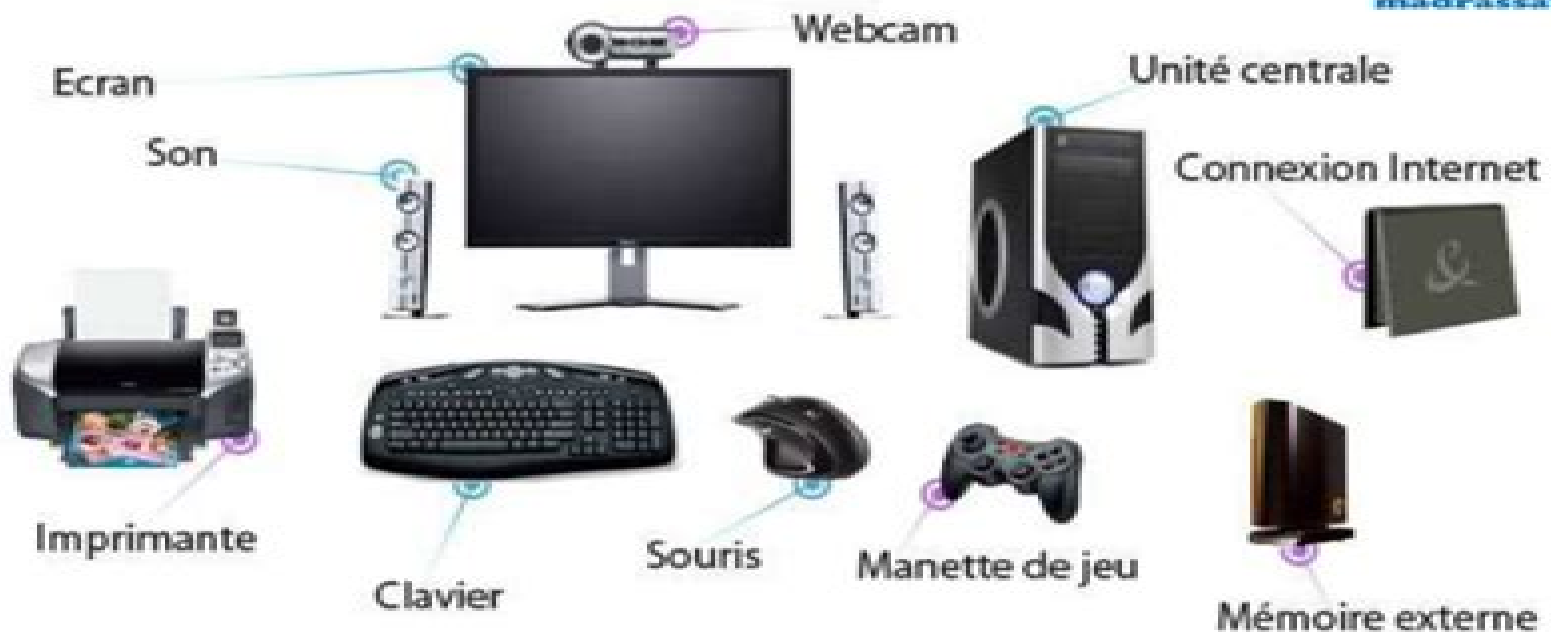 Webcam
Ecran
Unité centrale
Son
Connexion Internet
Imprimante
Clavier
Souris
Manette de jeu
Mémoire externe